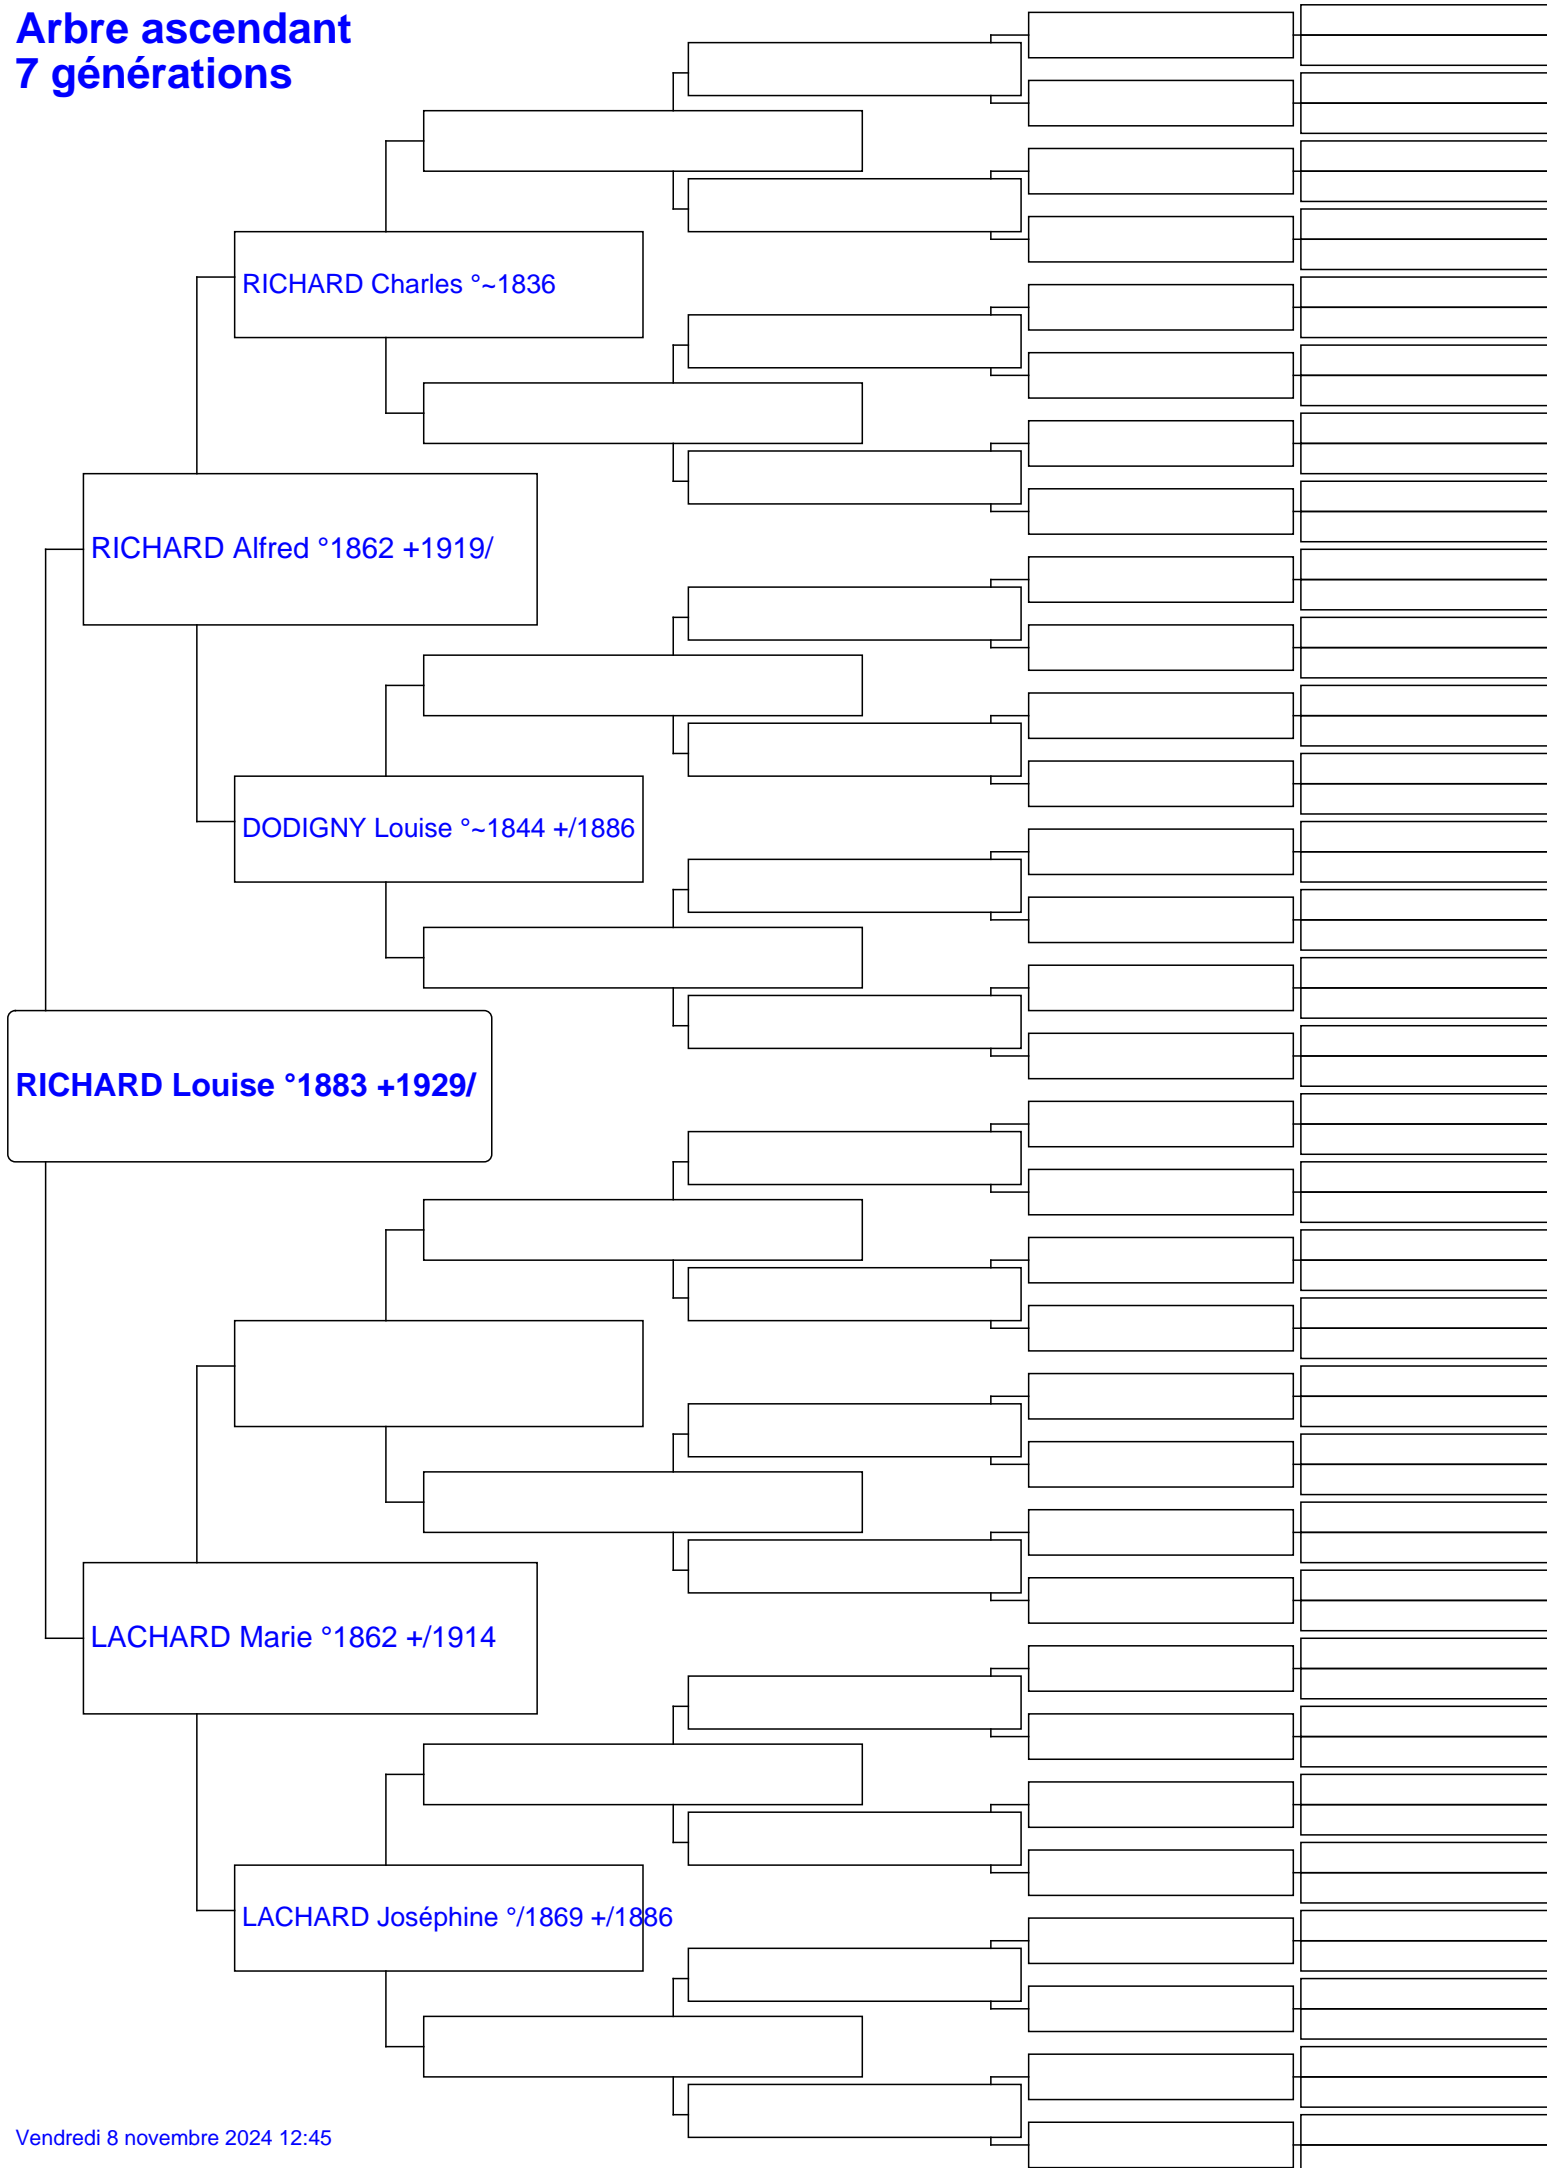 Arbre ascendant
7 générations
RICHARD Charles °~1836
RICHARD Alfred °1862 +1919/
DODIGNY Louise °~1844 +/1886
RICHARD Louise °1883 +1929/
LACHARD Marie °1862 +/1914
LACHARD Joséphine °/1869 +/1886
Vendredi 8 novembre 2024 12:45